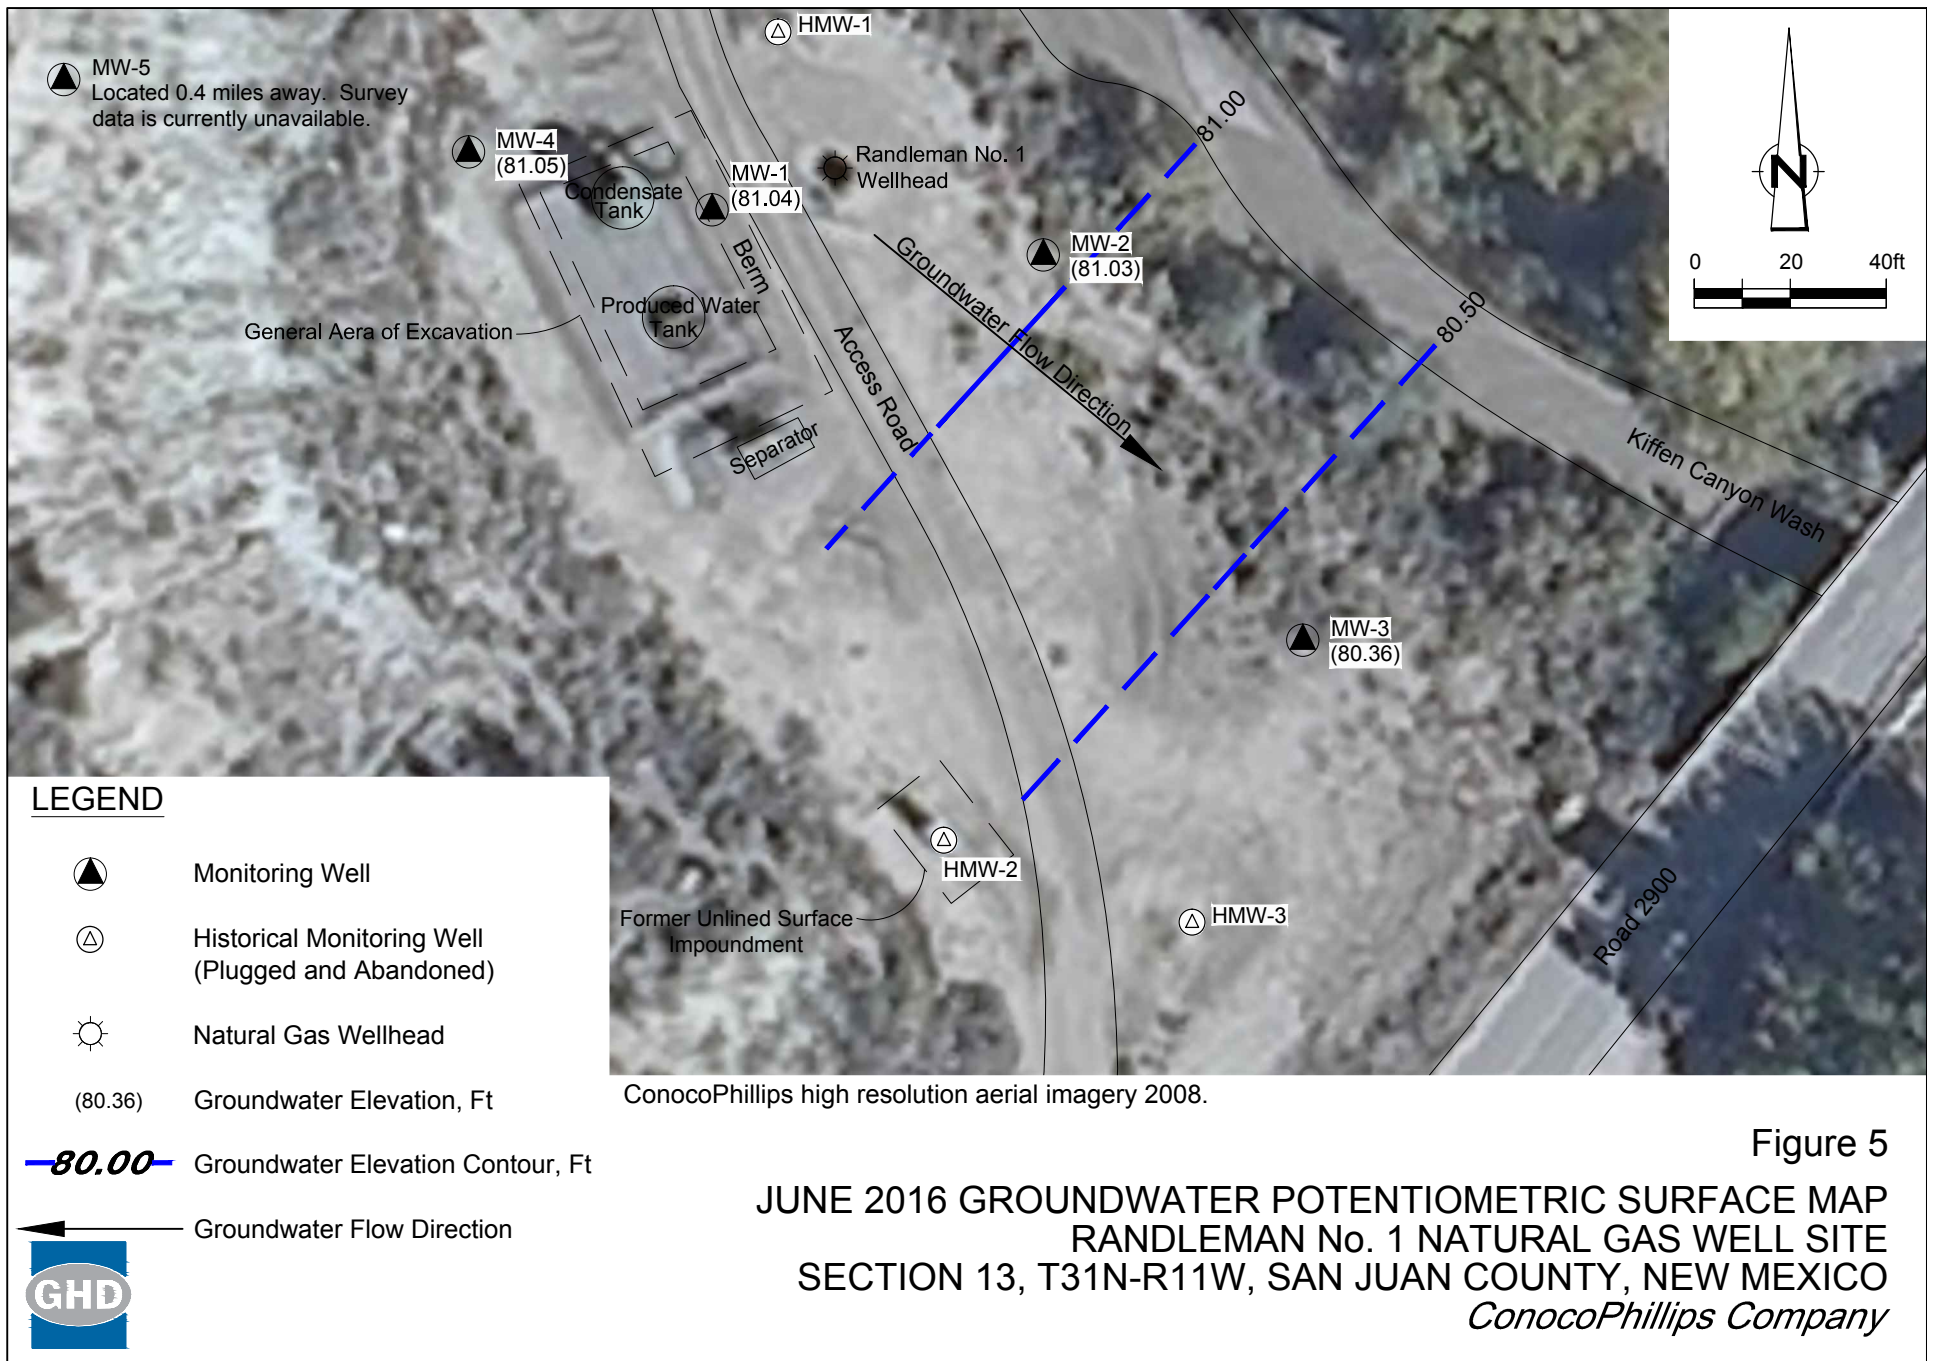 HMW-1
MW-5
Located 0.4 miles away. Survey
data is currently unavailable.
MW-4
(81.05)
Condensate
Tank
MW-1
(81.04)
Randleman No. 1
Wellhead
81.00
N
0 20 40ft
MW-2
(81.03)
Berm
Groundwater Flow Direction
Produced Water
Tank
General Aera of Excavation
Access Road
80.50
Separator
Kiffen Canyon Wash
MW-3
(80.36)
HMW-2
Former Unlined Surface
Impoundment
HMW-3
Road 2900
LEGEND
Monitoring Well
Historical Monitoring Well
(Plugged and Abandoned)
Natural Gas Wellhead
(80.36) Groundwater Elevation, Ft
80.00 Groundwater Elevation Contour, Ft
Groundwater Flow Direction
GHD
ConocoPhillips high resolution aerial imagery 2008.
Figure 5
JUNE 2016 GROUNDWATER POTENTIOMETRIC SURFACE MAP
RANDLEMAN No. 1 NATURAL GAS WELL SITE
SECTION 13, T31N-R11W, SAN JUAN COUNTY, NEW MEXICO
ConocoPhillips Company